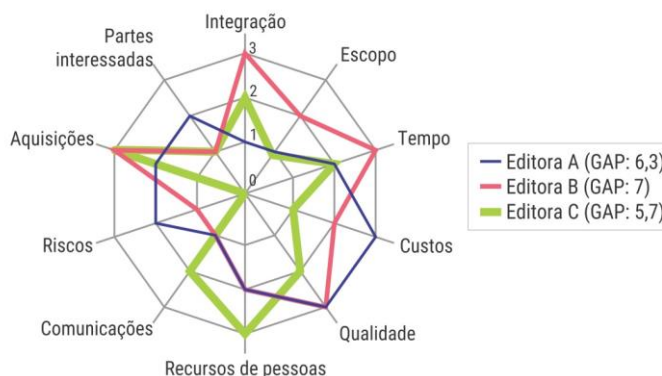 Integração
Partes
interessadas
Escopo
3
2
1
0
Aquisições
Tempo
Editora A (GAP: 6,3)
Editora B (GAP: 7)
Editora C (GAP: 5,7)
Riscos
Custos
Comunicações
Qualidade
Recursos de pessoas